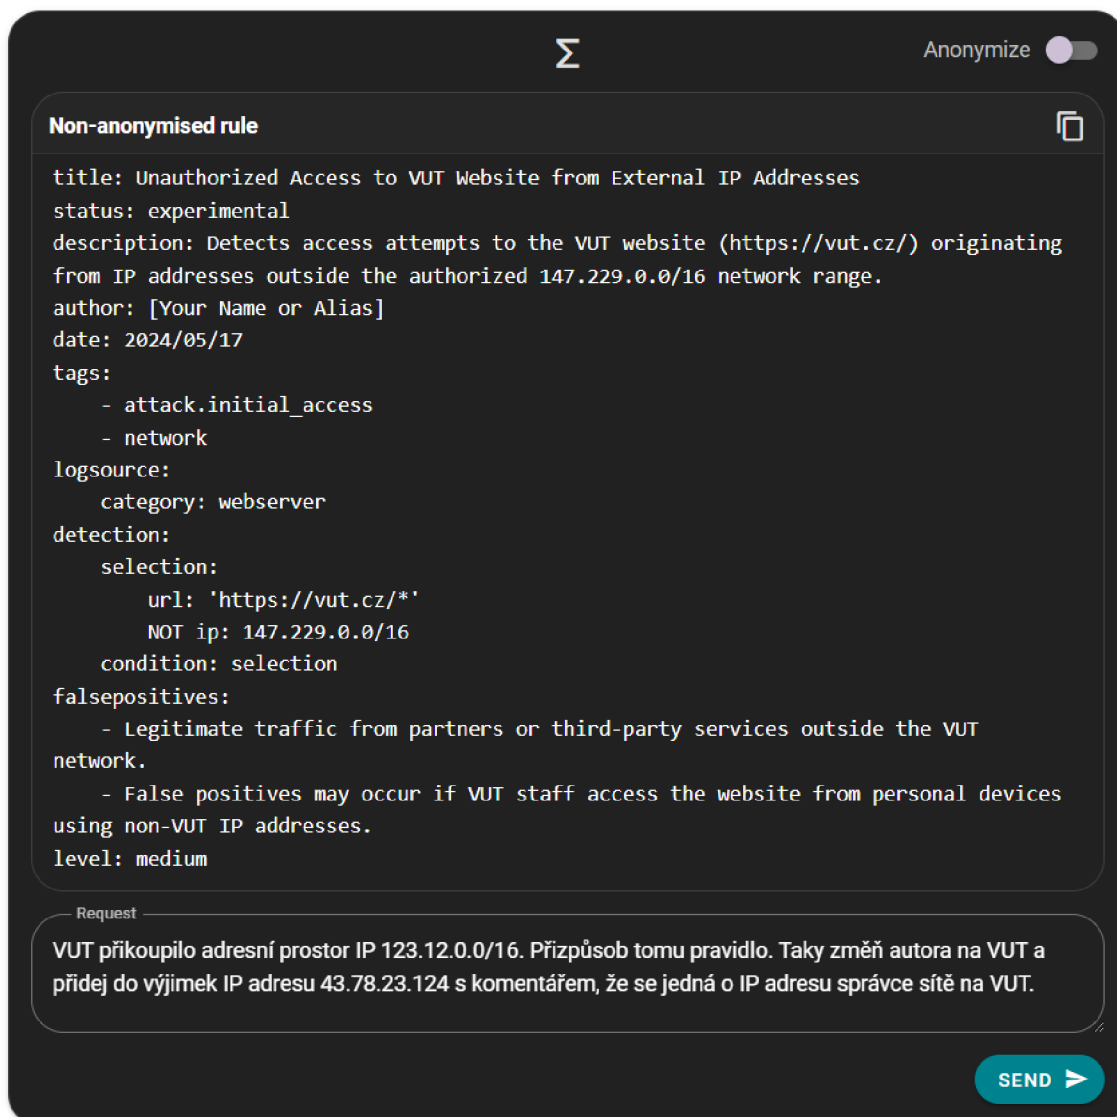 Σ
Anonymize
Non-anonymised rule
title: Unauthorized Access to VUT Website from External IP Addresses
status: experimental
description: Detects access attempts to the VUT website (https://vut.cz/) originating
from IP addresses outside the authorized 147.229.0.0/16 network range.
author: [Your Name or Alias]
date: 2024/05/17
tags:
    - attack.initial_access
    - network
logsource:
    category: webserver
detection:
    selection:
        url: 'https://vut.cz/*'
        NOT ip: 147.229.0.0/16
    condition: selection
falsepositives:
    - Legitimate traffic from partners or third-party services outside the VUT
network.
    - False positives may occur if VUT staff access the website from personal devices
using non-VUT IP addresses.
level: medium
Request
VUT přikoupilo adresní prostor IP 123.12.0.0/16. Přizpůsob tomu pravidlo. Taky změň autora na VUT a
přidej do výjimek IP adresu 43.78.23.124 s komentářem, že se jedná o IP adresu správce sítě na VUT.
SEND